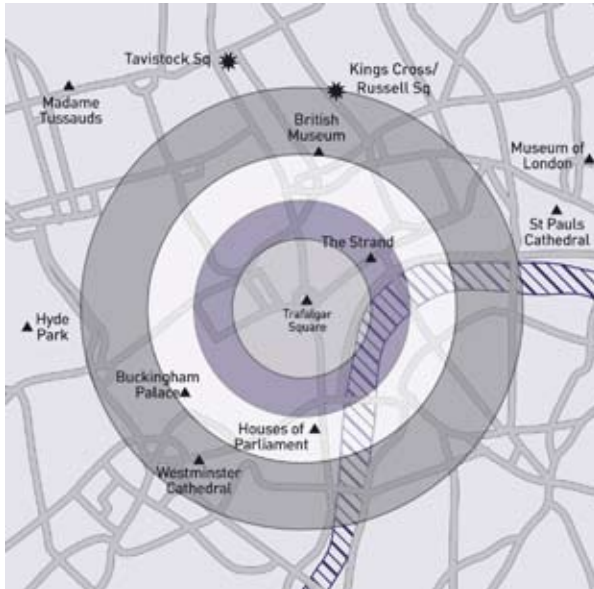 Tavistock Sq
Kings Cross/
Russell Sq
Madame
Tussauds
British
Museum
Museum of
London
St Pauls
Cathedral
The Strand
Trafalgar
Square
Hyde
Park
Buckingham
Palace
Houses of
Parliament
Westminster
Cathedral